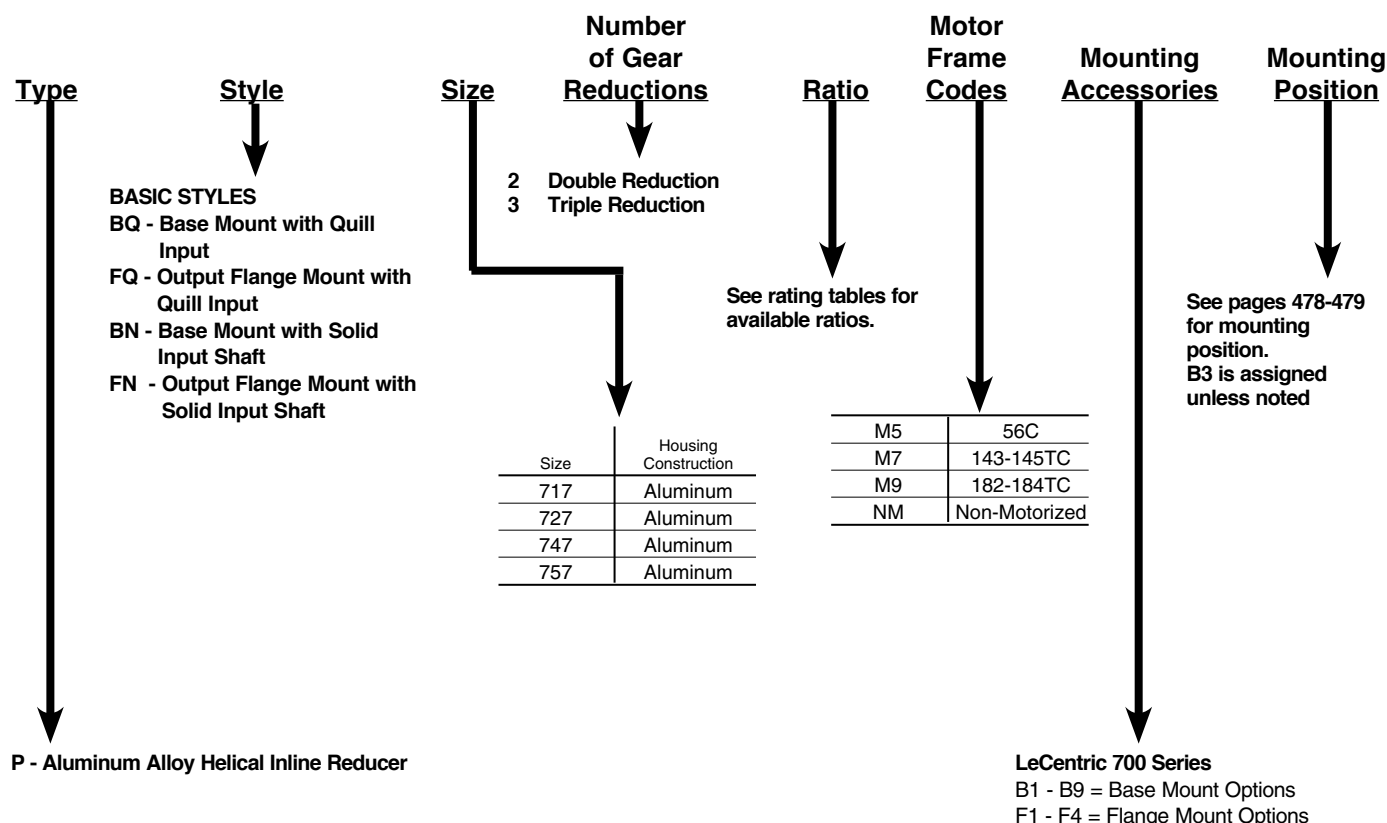 Type
Style
Size
Number
of Gear
Reductions
Ratio
Motor
Frame
Codes
Mounting
Accessories
Mounting
Position
BASIC STYLES
BQ - Base Mount with Quill
Input
FQ - Output Flange Mount with
Quill Input
BN - Base Mount with Solid
Input Shaft
FN - Output Flange Mount with
Solid Input Shaft
2 Double Reduction
3 Triple Reduction
See rating tables for
available ratios.
See pages 478-479
for mounting
position.
B3 is assigned
unless noted
Size Housing
Construction
717 Aluminum
727 Aluminum
747 Aluminum
757 Aluminum
M5 56C
M7 143-145TC
M9 182-184TC
NM Non-Motorized
P - Aluminum Alloy Helical Inline Reducer
LeCentric 700 Series
B1 - B9 = Base Mount Options
F1 - F4 = Flange Mount Options